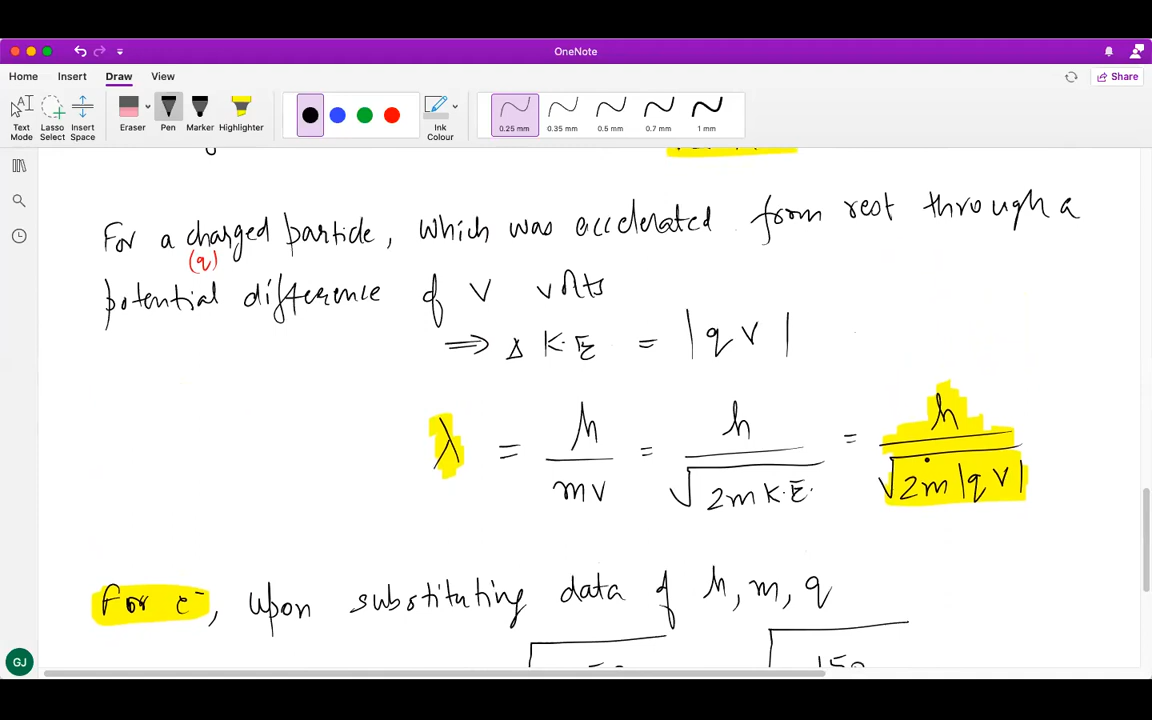 OneNote
Home Insert Draw View
Share
Text Mode
Lasso Select
Insert Space
Eraser
Pen
Marker
Highlighter
Ink Colour
0.25 mm
0.35 mm
0.5 mm
0.7 mm
1 mm
For a charged particle, which was accelerated from rest through a
(q)
potential difference of V volts
⇒ Δ K.E = |qV|
λ = h/mv = h/√(2m K.E.) = h/√(2m|qV|)
For e⁻, upon substituting data of h, m, q
150
GJ